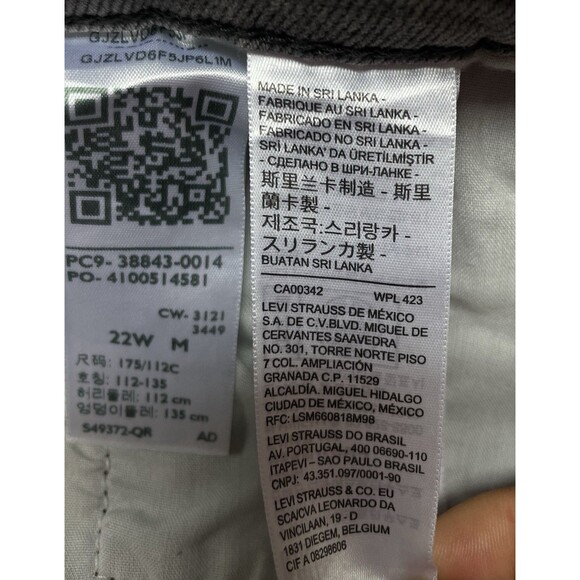 GJZLVD6F5JP6L1M
GJZLVD6F5JP6L1M
PC9- 38843-0014
PO- 4100514581
CW- 3121
3449
22W M
尺码: 175/112C
호칭: 112-135
허리둘레: 112 cm
엉덩이둘레: 135 cm
S49372-QR AD
MADE IN SRI LANKA -
FABRIQUE AU SRI LANKA -
FABRICADO EN SRI LANKA -
FABRICADO NO SRI LANKA -
SRİ LANKA' DA ÜRETİLMİŞTİR
- СДЕЛАНО В ШРИ-ЛАНКЕ -
斯里兰卡制造 - 斯里
蘭卡製 -
제조국:스리랑카 -
スリランカ製 -
BUATAN SRI LANKA
CA00342 WPL 423
LEVI STRAUSS DE MÉXICO
S.A. DE C.V.BLVD. MIGUEL DE
CERVANTES SAAVEDRA
NO. 301, TORRE NORTE PISO
7 COL. AMPLIACIÓN
GRANADA C.P. 11529
ALCALDÍA. MIGUEL HIDALGO
CIUDAD DE MÉXICO, MÉXICO
RFC: LSM660818M98
LEVI STRAUSS DO BRASIL
AV. PORTUGAL, 400 06690-110
ITAPEVI – SAO PAULO BRASIL
CNPJ: 43.351.097/0001-90
LEVI STRAUSS & CO. EU
SCA/CVA LEONARDO DA
VINCILAAN, 19 - D
1831 DIEGEM, BELGIUM
CIF A 06298606